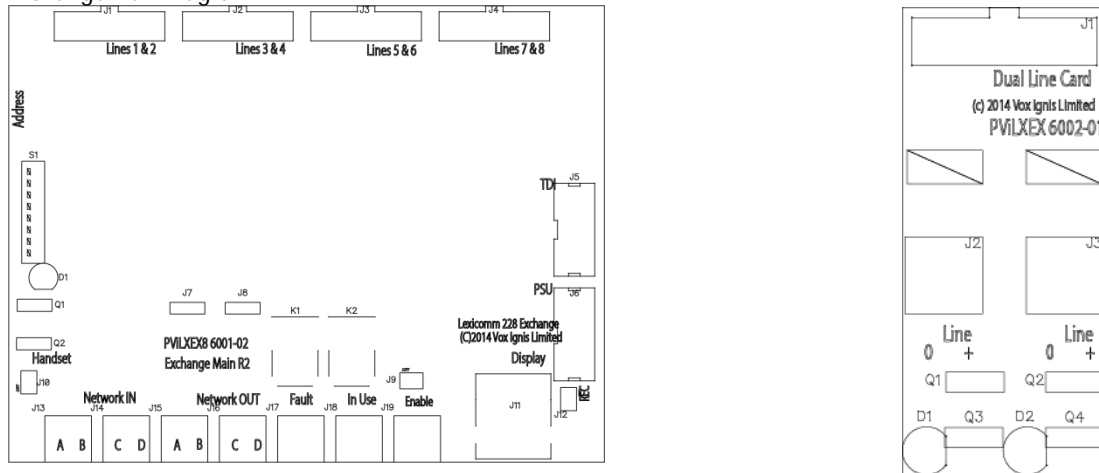 J1 J2 J3 J4
Lines 1 & 2 Lines 3 & 4 Lines 5 & 6 Lines 7 & 8
Address
S1
TDI J5
D1
PSU J6
Q1
J7 J8
K1 K2
Lexicomm 228 Exchange
(C)2014 Vox Ignis Limited
Q2
PViLXEX8 6001-02
Handset
Exchange Main R2
Display
J10
J9
Enable
REC
Network IN Network OUT Fault In Use
J13 J14 J15 J16 J17 J18 J19 J11 J12
A B C D A B C D
J1
Dual Line Card
(c) 2014 Vox Ignis Limited
PViLXEX 6002-01
J2 J3
Line Line
0 + 0 +
Q1 Q2
D1 Q3 D2 Q4